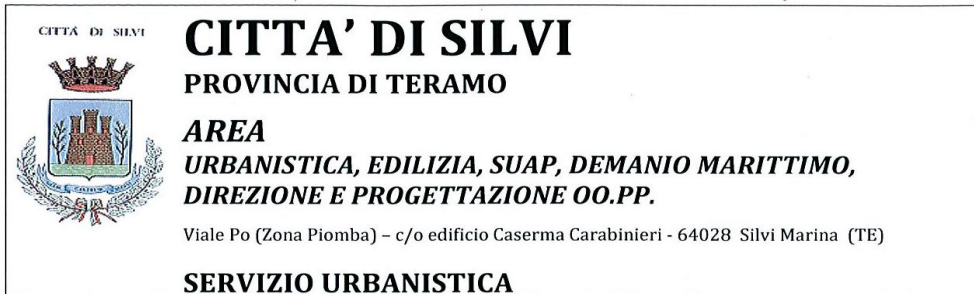 CITTÀ DI SILVI
CITTA' DI SILVI
PROVINCIA DI TERAMO
AREA
URBANISTICA, EDILIZIA, SUAP, DEMANIO MARITTIMO,
DIREZIONE E PROGETTAZIONE OO.PP.
Viale Po (Zona Piomba) – c/o edificio Caserma Carabinieri - 64028 Silvi Marina (TE)
SERVIZIO URBANISTICA